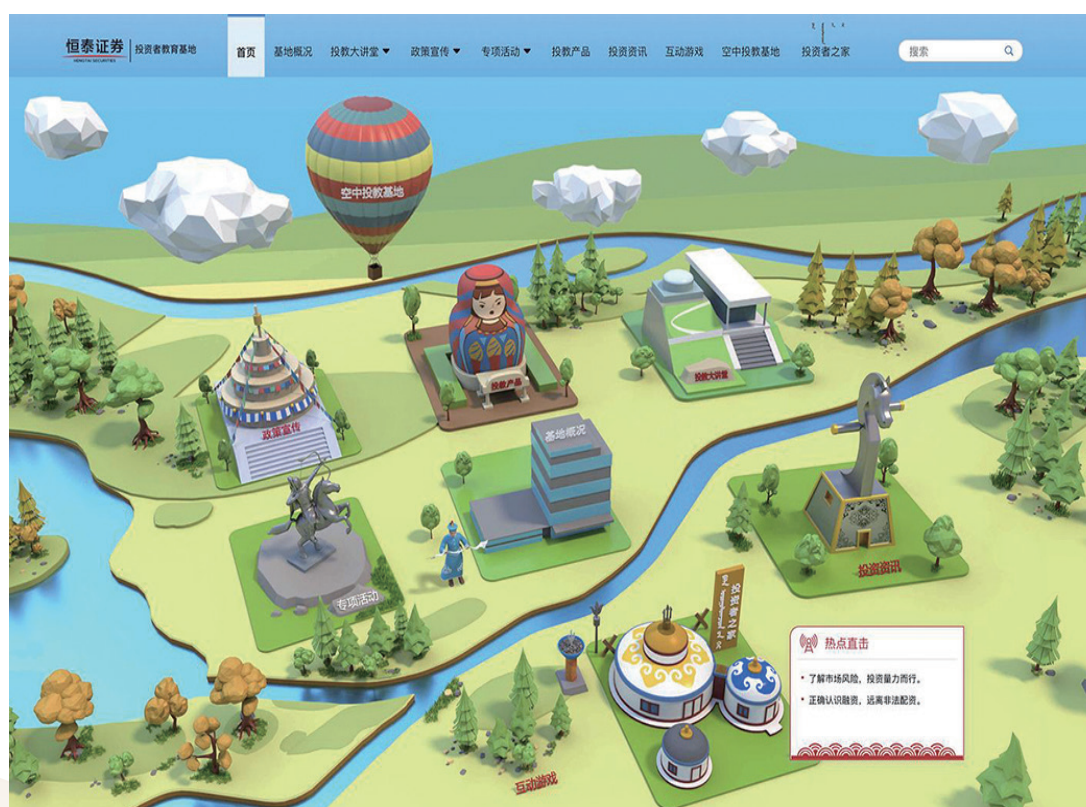 恒泰证券
HENGTAI SECURITIES
投资者教育基地
首页 基地概况 投教大讲堂 政策宣传 专项活动 投教产品 投资资讯 互动游戏 空中投教基地 投资者之家
搜索
空中投教基地
投教产品
投教大讲堂
政策宣传
基地概况
专项活动
投资资讯
投资者之家
热点直击
• 了解市场风险，投资量力而行。
• 正确认识融资，远离非法配资。
互动游戏